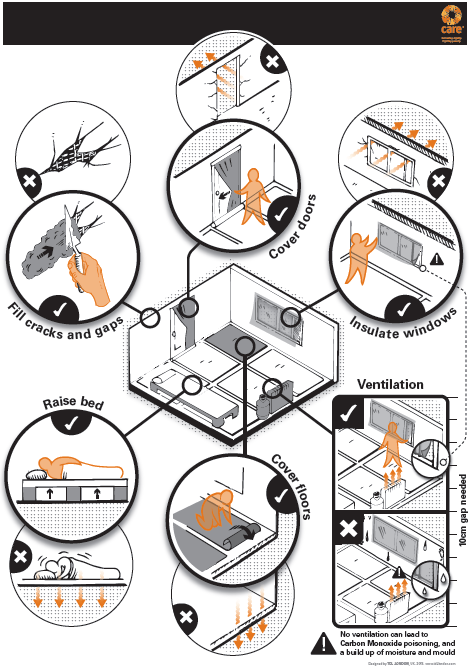 care
Cover doors
Fill cracks and gaps
Insulate windows
Raise bed
Cover floors
Ventilation
10cm gap needed
No ventilation can lead to
Carbon Monoxide poisoning, and
a build up of moisture and mould